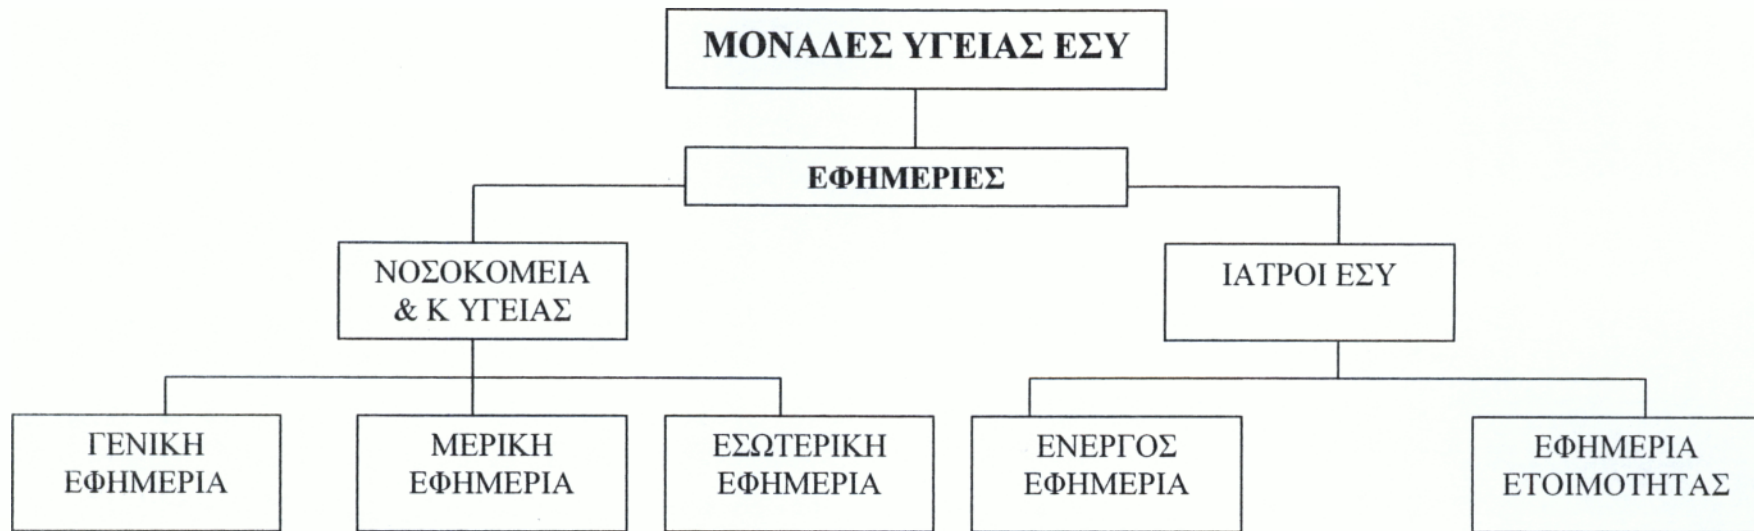 ΜΟΝΑΔΕΣ ΥΓΕΙΑΣ ΕΣΥ
ΕΦΗΜΕΡΙΕΣ
ΝΟΣΟΚΟΜΕΙΑ
& Κ ΥΓΕΙΑΣ
ΙΑΤΡΟΙ ΕΣΥ
ΓΕΝΙΚΗ
ΕΦΗΜΕΡΙΑ
ΜΕΡΙΚΗ
ΕΦΗΜΕΡΙΑ
ΕΣΩΤΕΡΙΚΗ
ΕΦΗΜΕΡΙΑ
ΕΝΕΡΓΟΣ
ΕΦΗΜΕΡΙΑ
ΕΦΗΜΕΡΙΑ
ΕΤΟΙΜΟΤΗΤΑΣ